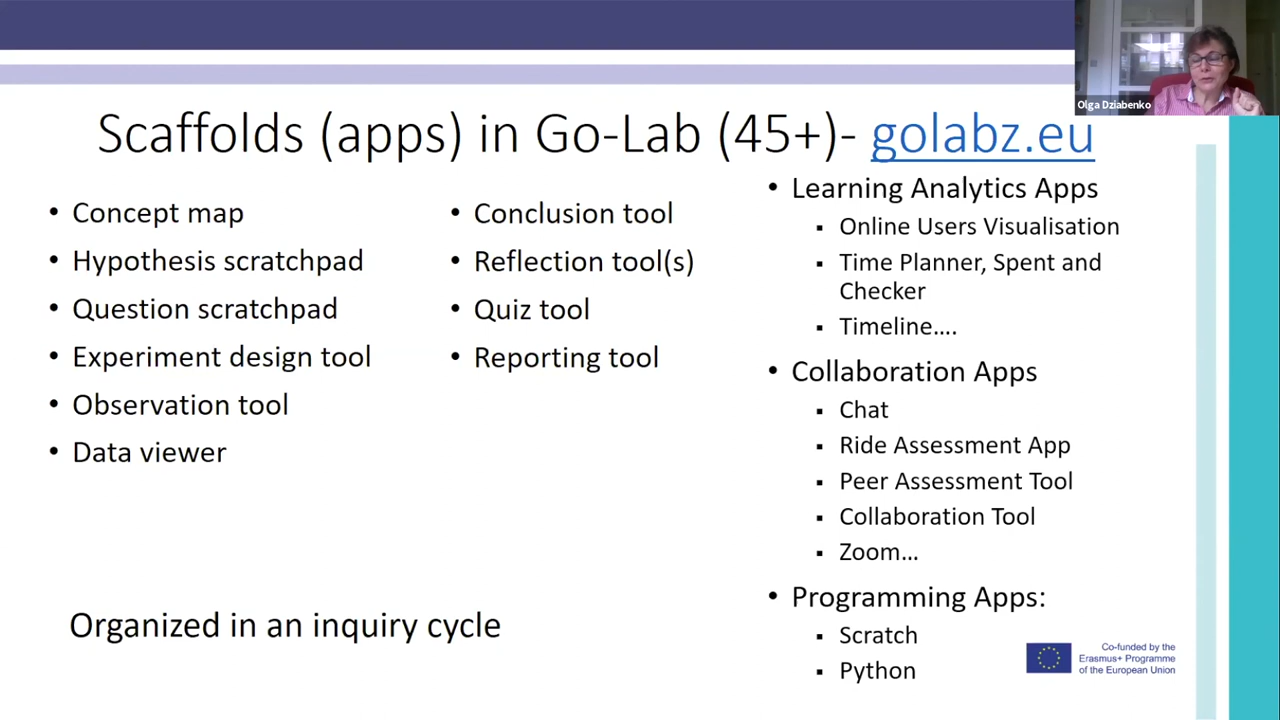 Olga Dziabenko
Scaffolds (apps) in Go-Lab (45+)- golabz.eu
• Concept map
• Hypothesis scratchpad
• Question scratchpad
• Experiment design tool
• Observation tool
• Data viewer
• Conclusion tool
• Reflection tool(s)
• Quiz tool
• Reporting tool
• Learning Analytics Apps
▪ Online Users Visualisation
▪ Time Planner, Spent and
Checker
▪ Timeline....
• Collaboration Apps
▪ Chat
▪ Ride Assessment App
▪ Peer Assessment Tool
▪ Collaboration Tool
▪ Zoom...
• Programming Apps:
▪ Scratch
▪ Python
Organized in an inquiry cycle
Co-funded by the
Erasmus+ Programme
of the European Union